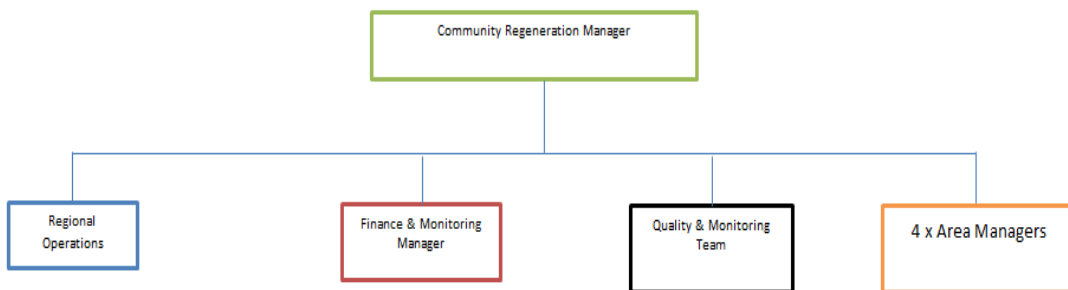 Community Regeneration Manager
Regional
Operations
Finance & Monitoring
Manager
Quality & Monitoring
Team
4 x Area Managers